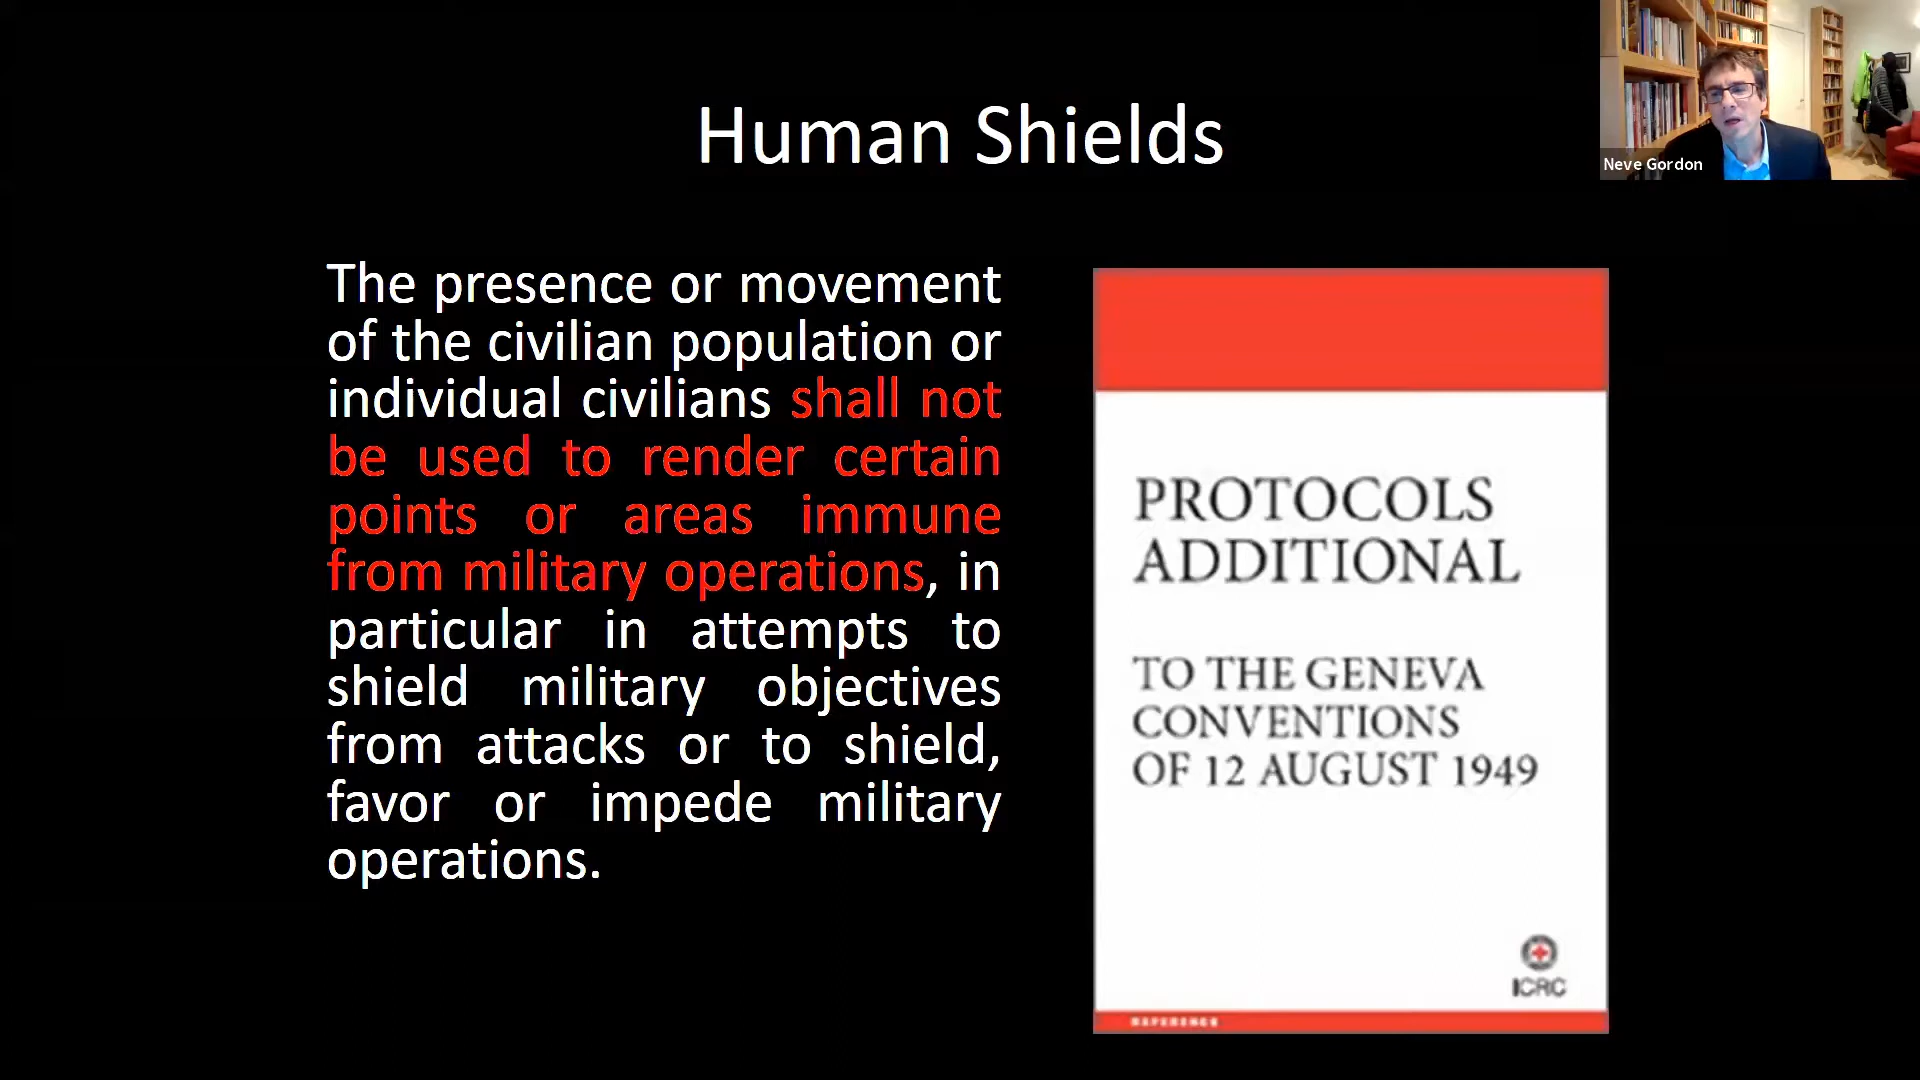 Human Shields
Neve Gordon
The presence or movement
of the civilian population or
individual civilians shall not
be used to render certain
points or areas immune
from military operations, in
particular in attempts to
shield military objectives
from attacks or to shield,
favor or impede military
operations.
PROTOCOLS
ADDITIONAL
TO THE GENEVA
CONVENTIONS
OF 12 AUGUST 1949
ICRC
REFERENCE